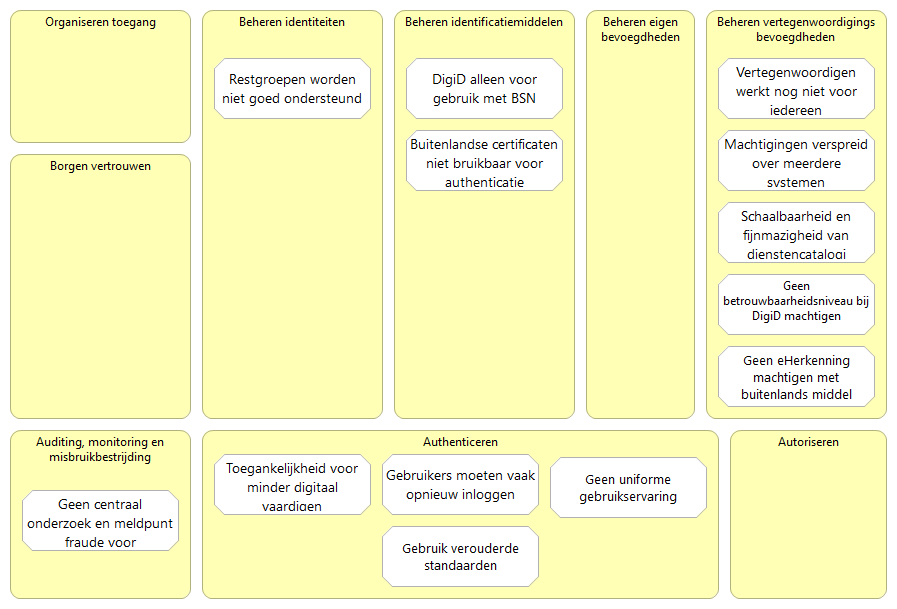 Organiseren toegang
Beheren identiteiten
Restgroepen worden
niet goed ondersteund
Beheren identificatiemiddelen
DigiD alleen voor
gebruik met BSN
Buitenlandse certificaten
niet bruikbaar voor
authenticatie
Beheren eigen
bevoegdheden
Beheren vertegenwoordigings
bevoegdheden
Vertegenwoordigen
werkt nog niet voor
iedereen
Machtigingen verspreid
over meerdere
systemen
Schaalbaarheid en
fijnmazigheid van
dienstencatalogi
Geen
betrouwbaarheidsniveau bij
DigiD machtigen
Geen eHerkenning
machtigen met
buitenlands middel
Borgen vertrouwen
Auditing, monitoring en
misbruikbestrijding
Geen centraal
onderzoek en meldpunt
fraude voor
Authenticeren
Toegankelijkheid voor
minder digitaal
vaardigen
Gebruikers moeten vaak
opnieuw inloggen
Geen uniforme
gebruikservaring
Gebruik verouderde
standaarden
Autoriseren